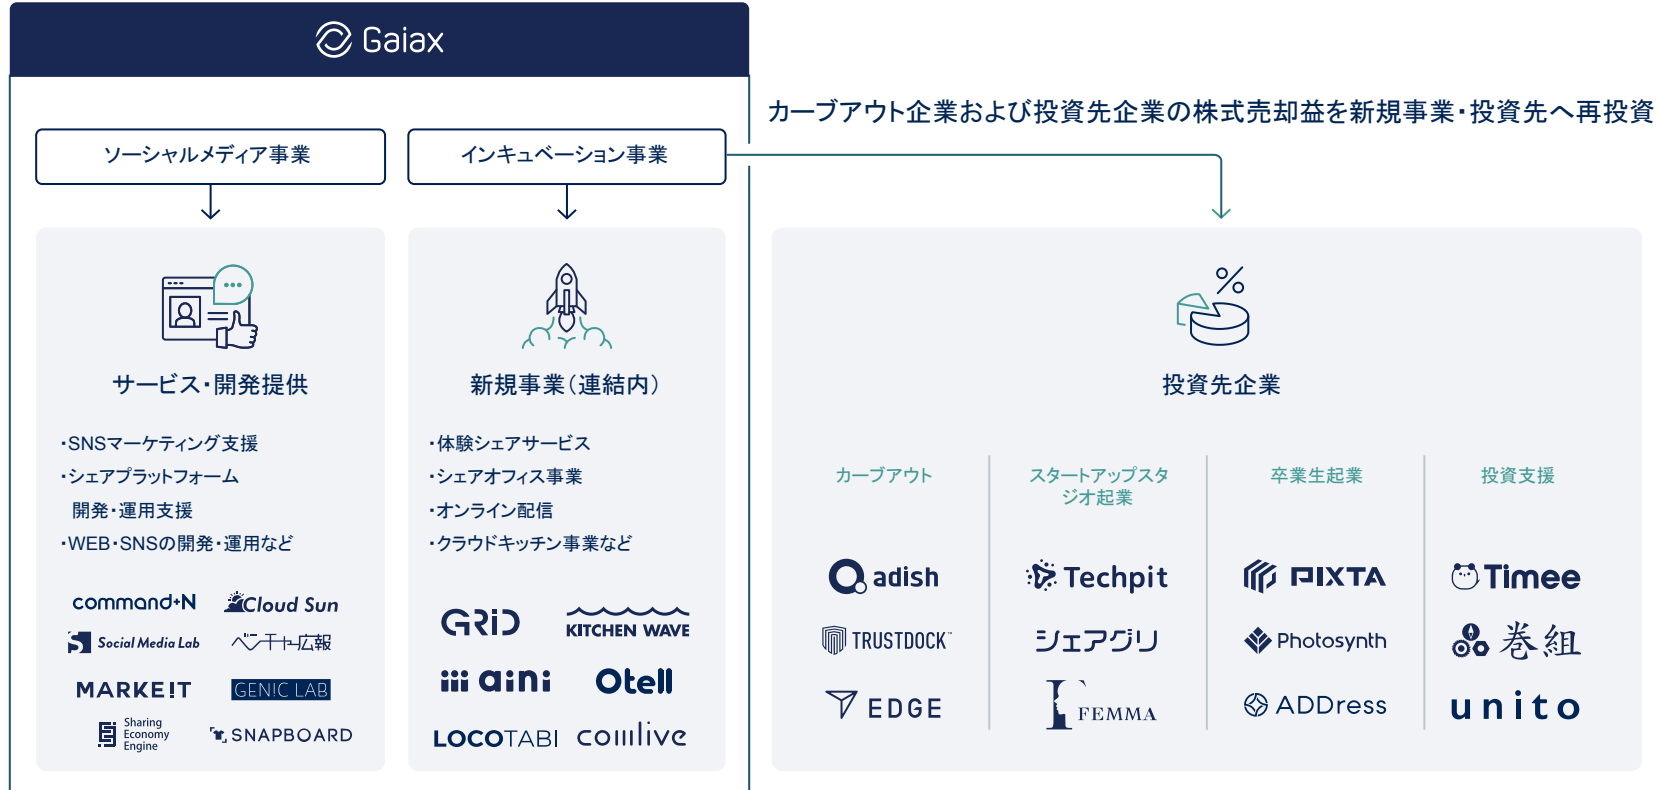 Gaiax
カーブアウト企業および投資先企業の株式売却益を新規事業・投資先へ再投資
ソーシャルメディア事業
インキュベーション事業
サービス・開発提供
・SNSマーケティング支援
・シェアプラットフォーム
開発・運用支援
・WEB・SNSの開発・運用など
command+N
Cloud Sun
Social Media Lab
ベンチャー広報
MARKEIT
GENIC LAB
Sharing
Economy
Engine
SNAPBOARD
新規事業（連結内）
・体験シェアサービス
・シェアオフィス事業
・オンライン配信
・クラウドキッチン事業など
GRiD
KITCHEN WAVE
aini
Otell
LOCOTABI
comlive
%
投資先企業
カーブアウト
adish
TRUSTDOCK™
EDGE
スタートアップスタ
ジオ起業
Techpit
シェアグリ
FEMMA
卒業生起業
PIXTA
Photosynth
ADDress
投資支援
Timee
巻組
unito